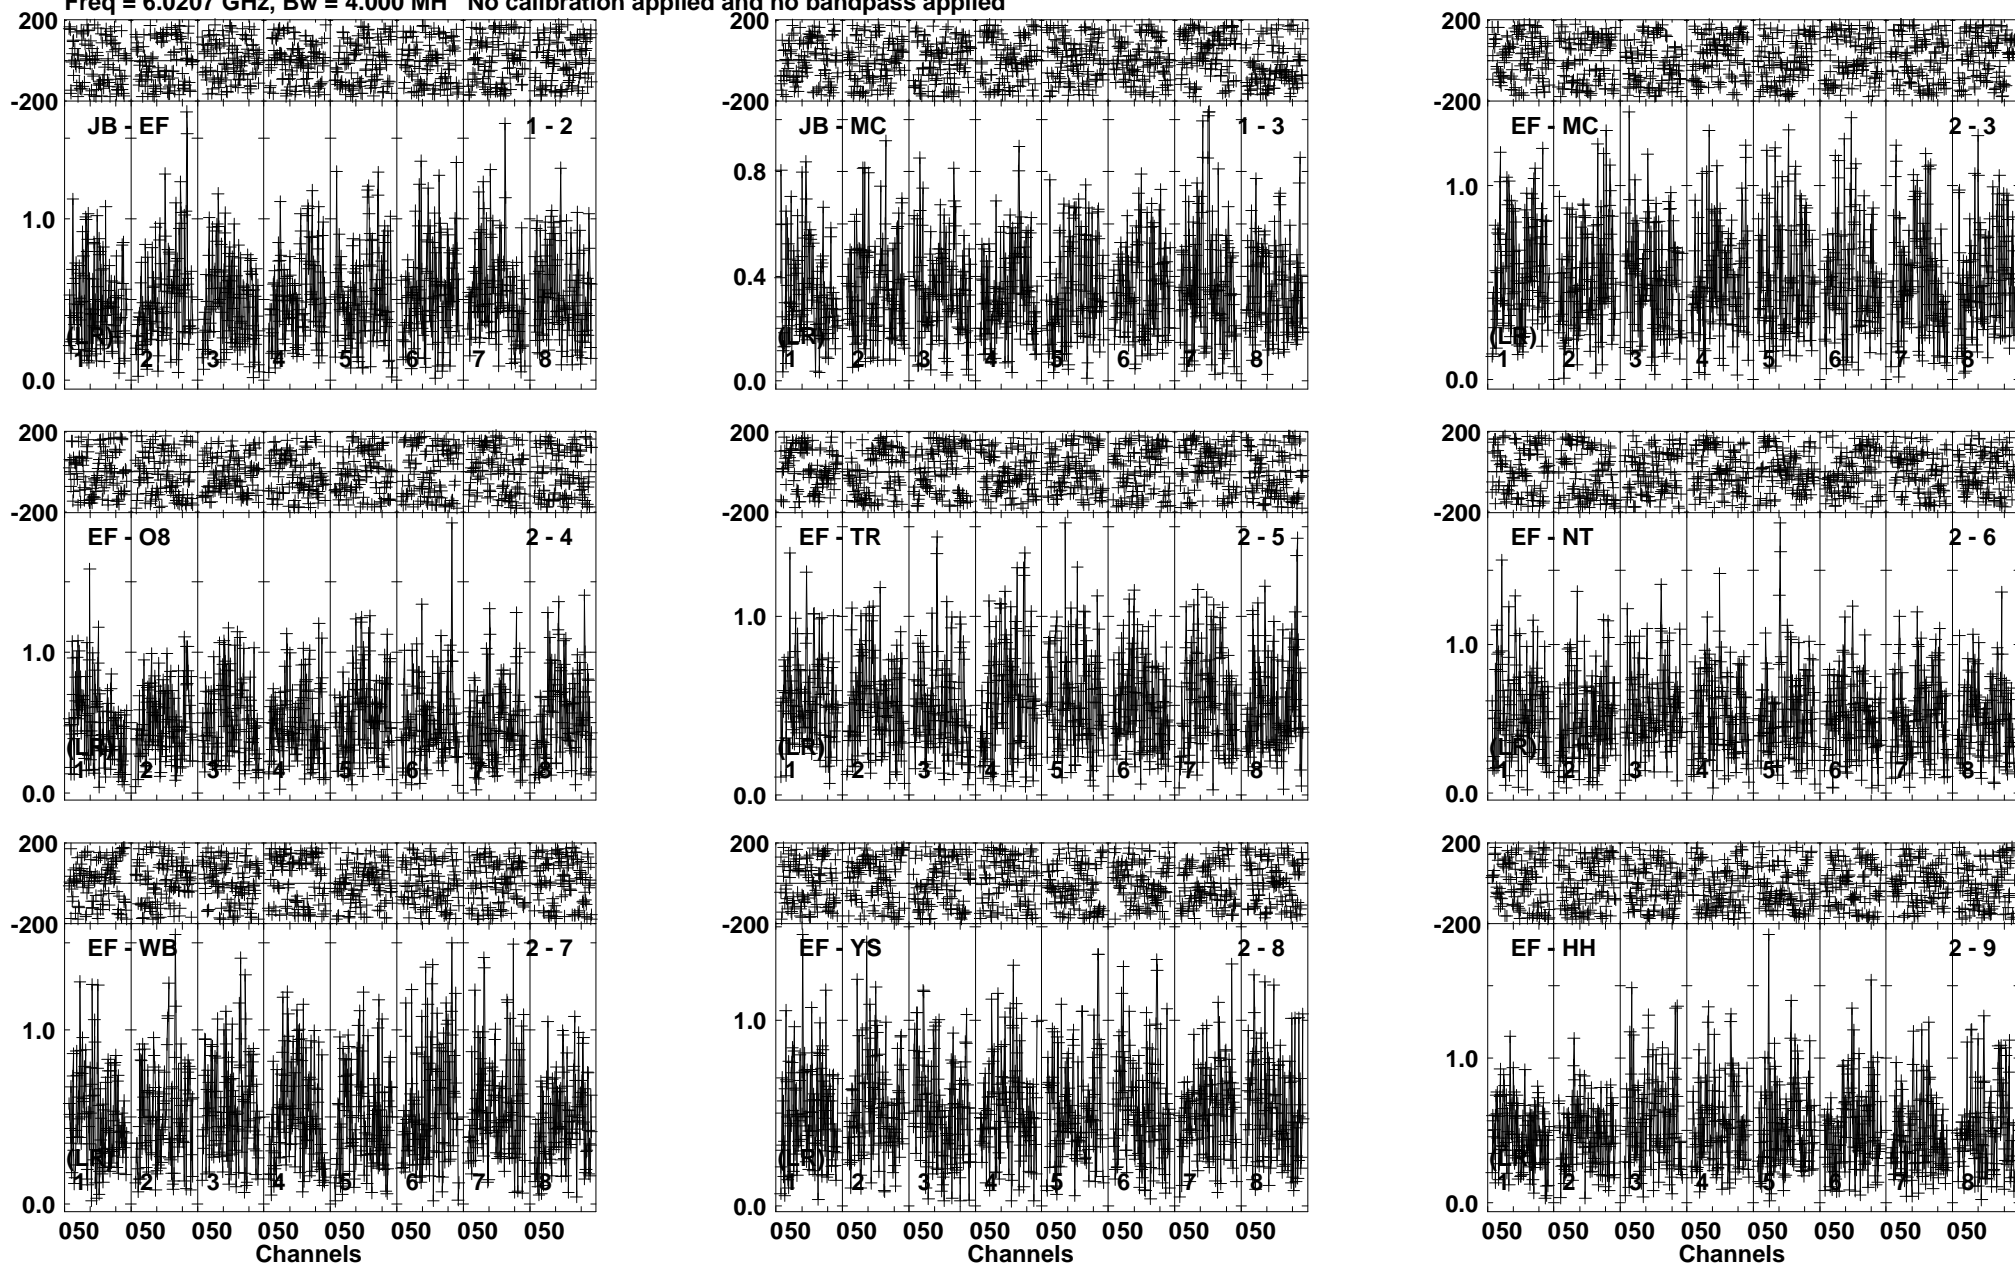 Freq = 6.0207 GHz, Bw = 4.000 MH No calibration applied and no bandpass applied
200 200 200
-200 -200 -200
JB - EF 1 - 2 JB - MC 1 - 3 EF - MC 2 - 3
0.8
1.0 1.0
0.4
(LR) (LR) (LR)
1 2 3 4 5 6 7 8 1 2 3 4 5 6 7 8 1 2 3 4 5 6 7 8
0.0 0.0 0.0
200 200 200
-200 -200 -200
EF - O8 2 - 4 EF - TR 2 - 5 EF - NT 2 - 6
1.0 1.0 1.0
(LR) (LR) (LR)
1 2 3 4 5 6 7 8 1 2 3 4 5 6 7 8 1 2 3 4 5 6 7 8
0.0 0.0 0.0
200 200 200
-200 -200 -200
EF - WB 2 - 7 EF - YS 2 - 8 EF - HH 2 - 9
1.0 1.0 1.0
(LR) (LR) (LR)
1 2 3 4 5 6 7 8 1 2 3 4 5 6 7 8 1 2 3 4 5 6 7 8
0.0 0.0 0.0
050 050 050 050 050 050 050 050 050 050 050 050 050 050 050 050 050 050 050 050 050 050 050 050
Channels Channels Channels